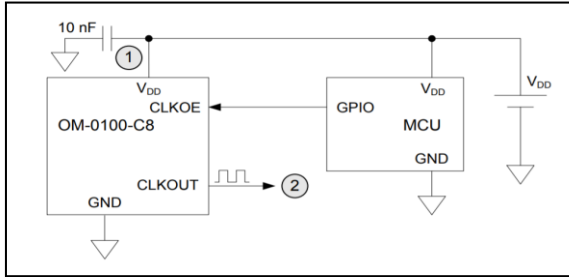 10 nF
1
VDD
CLKOE
OM-0100-C8
CLKOUT
GND
2
GPIO
VDD
MCU
GND
VDD